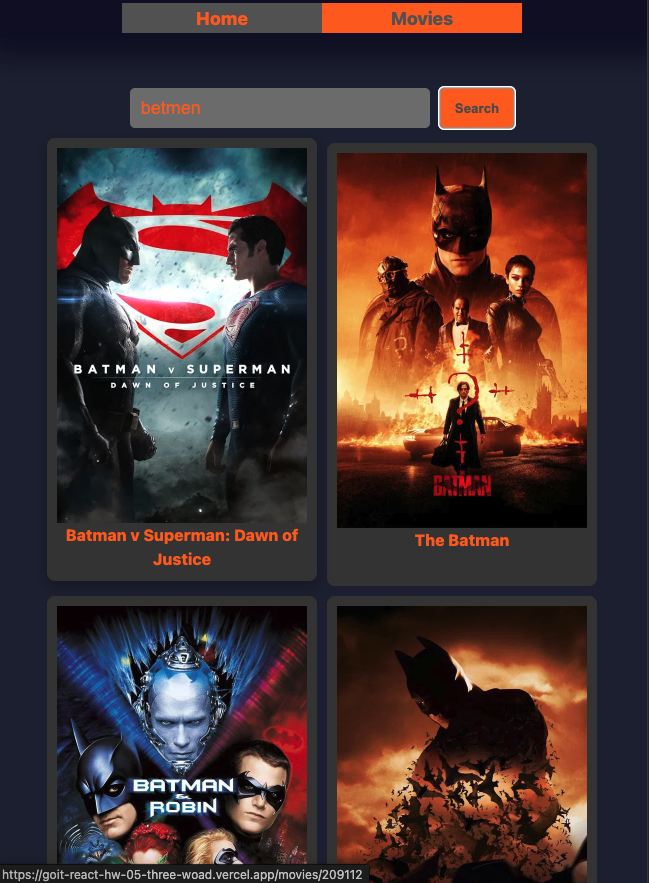 Home
Movies
betmen
Search
BATMAN v SUPERMAN
DAWN OF JUSTICE
THE BATMAN
Batman v Superman: Dawn of
Justice
The Batman
BATMAN
&
ROBIN
https://goit-react-hw-05-three-woad.vercel.app/movies/209112